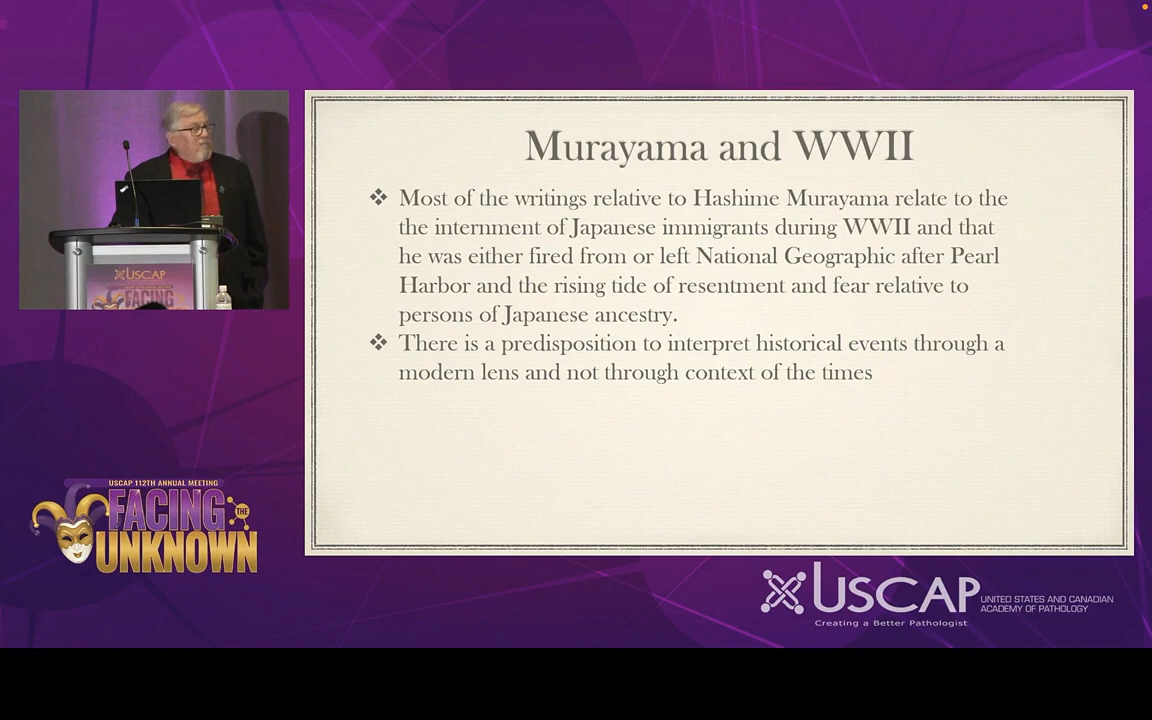 Murayama and WWII
❖ Most of the writings relative to Hashime Murayama relate to the
the internment of Japanese immigrants during WWII and that
he was either fired from or left National Geographic after Pearl
Harbor and the rising tide of resentment and fear relative to
persons of Japanese ancestry.
❖ There is a predisposition to interpret historical events through a
modern lens and not through context of the times
USCAP
FACING
USCAP 112TH ANNUAL MEETING
FACING THE
UNKNOWN
USCAP
UNITED STATES AND CANADIAN
ACADEMY OF PATHOLOGY
Creating a Better Pathologist